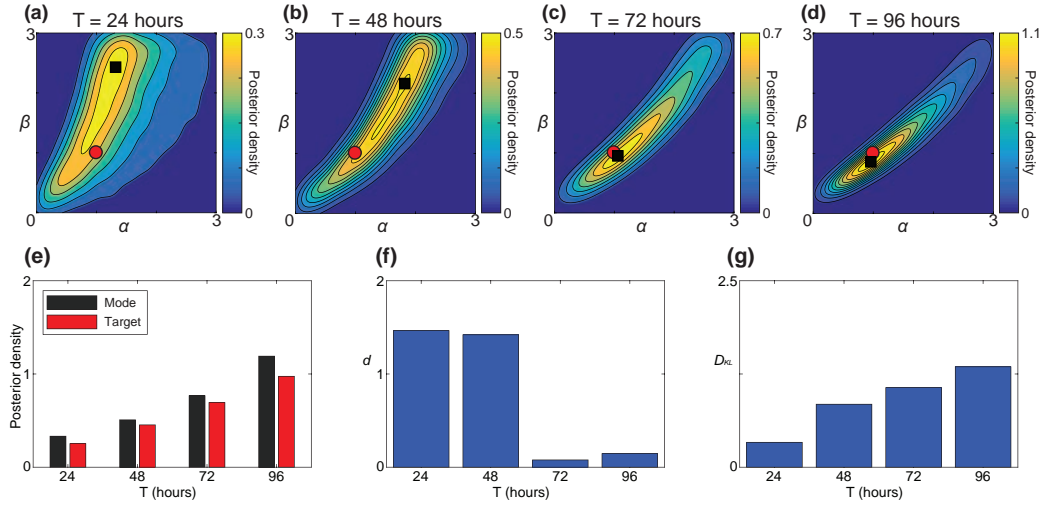 (a)
T = 24 hours
3
β
0
α
3
0.3
Posterior density
0
(b)
T = 48 hours
3
β
0
α
3
0.5
Posterior density
0
(c)
T = 72 hours
3
β
0
α
3
0.7
Posterior density
0
(d)
T = 96 hours
3
β
0
α
3
1.1
Posterior density
0
(e)
2
1
0
Posterior density
Mode
Target
24 48 72 96
T (hours)
(f)
2
1
0
d
24 48 72 96
T (hours)
(g)
2.5
0
DKL
24 48 72 96
T (hours)